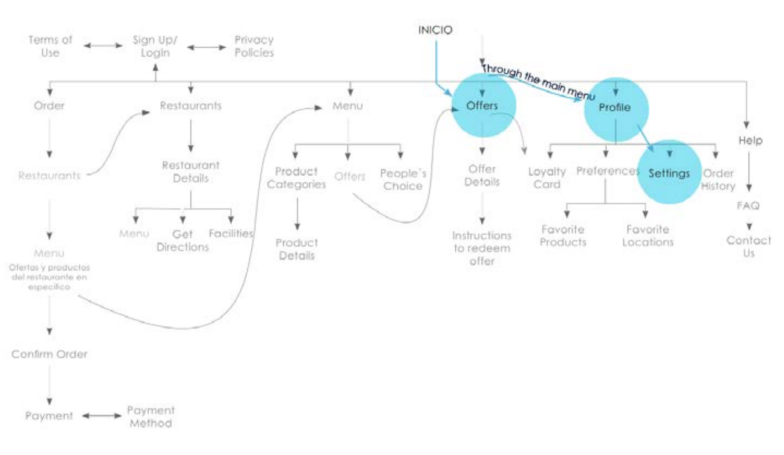 INICIO
Terms of
Use
Sign Up/
LogIn
Privacy
Policies
Through the main menu
Order
Restaurants
Menu
Offers
Profile
Help
Restaurants
Restaurant
Details
Menu
Get
Directions
Facilities
Product
Categories
Offers
People`s
Choice
Product
Details
Offer
Details
Instructions
to redeem
offer
Loyalty
Card
Preferences
Settings
Order
History
Favorite
Products
Favorite
Locations
FAQ
Contact
Us
Menu
Ofertas y productos
del restaurante en
específico
Confirm Order
Payment
Payment
Method